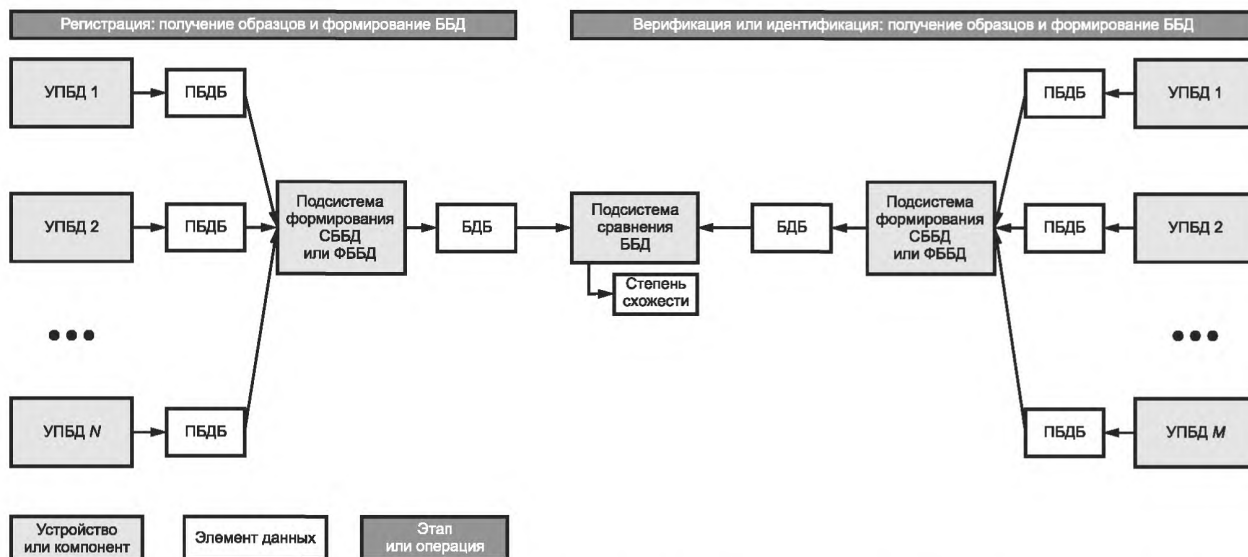 Регистрация: получение образцов и формирование ББД
Верификация или идентификация: получение образцов и формирование ББД
УПБД 1
ПБДБ
ПБДБ
УПБД 1
УПБД 2
ПБДБ
Подсистема
формирования
СББД
или ФББД
БДБ
Подсистема
сравнения
ББД
БДБ
Подсистема
формирования
СББД
или ФББД
ПБДБ
УПБД 2
Степень
схожести
УПБД N
ПБДБ
ПБДБ
УПБД M
Устройство
или компонент
Элемент данных
Этап
или операция